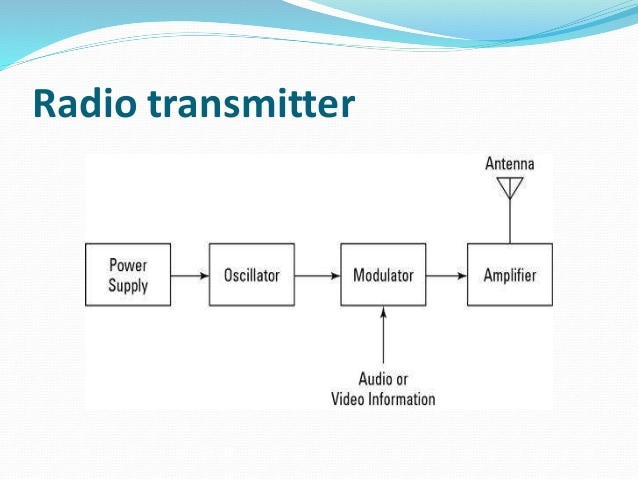 Radio transmitter
Antenna
Power
Supply
Oscillator
Modulator
Amplifier
Audio or
Video Information